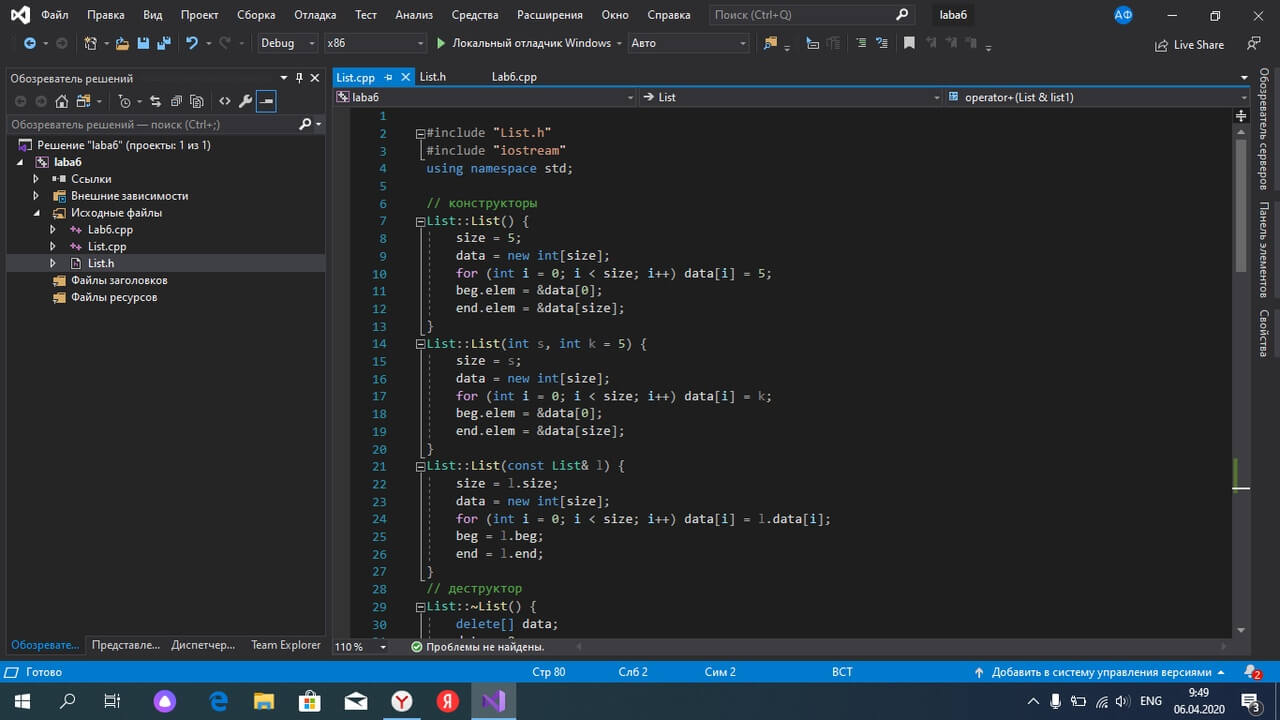 Файл Правка Вид Проект Сборка Отладка Тест Анализ Средства Расширения Окно Справка Поиск (Ctrl+Q) laba6 АФ
Debug x86 Локальный отладчик Windows Авто Live Share
Обозреватель решений
Обозреватель решений — поиск (Ctrl+;)
Решение "laba6" (проекты: 1 из 1)
laba6
Ссылки
Внешние зависимости
Исходные файлы
Lab6.cpp
List.cpp
List.h
Файлы заголовков
Файлы ресурсов
Обозревате... Представле... Диспетчер... Team Explorer
List.cpp List.h Lab6.cpp
laba6 List operator+(List & list1)
1
2 #include "List.h"
3 #include "iostream"
4 using namespace std;
5
6 // конструкторы
7 List::List() {
8 size = 5;
9 data = new int[size];
10 for (int i = 0; i < size; i++) data[i] = 5;
11 beg.elem = &data[0];
12 end.elem = &data[size];
13 }
14 List::List(int s, int k = 5) {
15 size = s;
16 data = new int[size];
17 for (int i = 0; i < size; i++) data[i] = k;
18 beg.elem = &data[0];
19 end.elem = &data[size];
20 }
21 List::List(const List& l) {
22 size = l.size;
23 data = new int[size];
24 for (int i = 0; i < size; i++) data[i] = l.data[i];
25 beg = l.beg;
26 end = l.end;
27 }
28 // деструктор
29 List::~List() {
30 delete[] data;
110 % Проблемы не найдены.
Обозреватель серверов
Панель элементов
Свойства
Готово Стр 80 Слб 2 Сим 2 ВСТ Добавить в систему управления версиями 2
ENG 9:49
06.04.2020 3